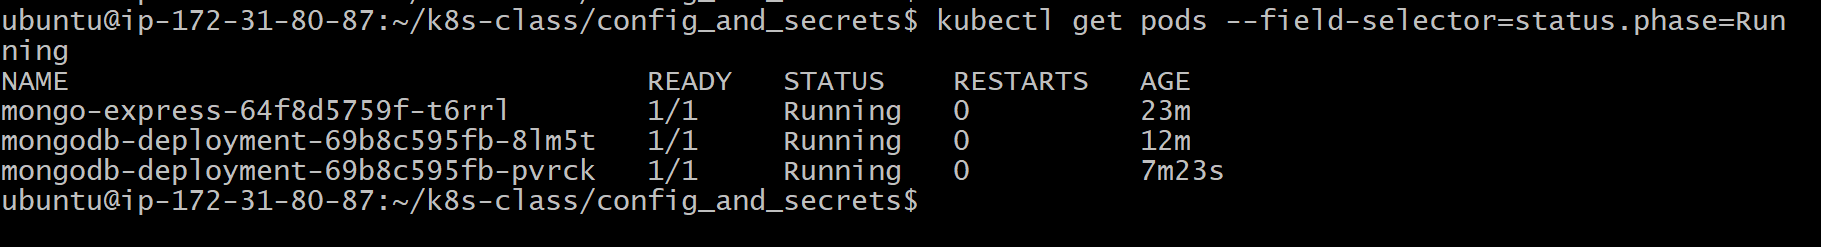 ubuntu@ip-172-31-80-87:~/k8s-class/config_and_secrets$ kubectl get pods --field-selector=status.phase=Run
ning
NAME                                  READY   STATUS    RESTARTS   AGE
mongo-express-64f8d5759f-t6rrl        1/1     Running   0          23m
mongodb-deployment-69b8c595fb-8lm5t   1/1     Running   0          12m
mongodb-deployment-69b8c595fb-pvrck   1/1     Running   0          7m23s
ubuntu@ip-172-31-80-87:~/k8s-class/config_and_secrets$